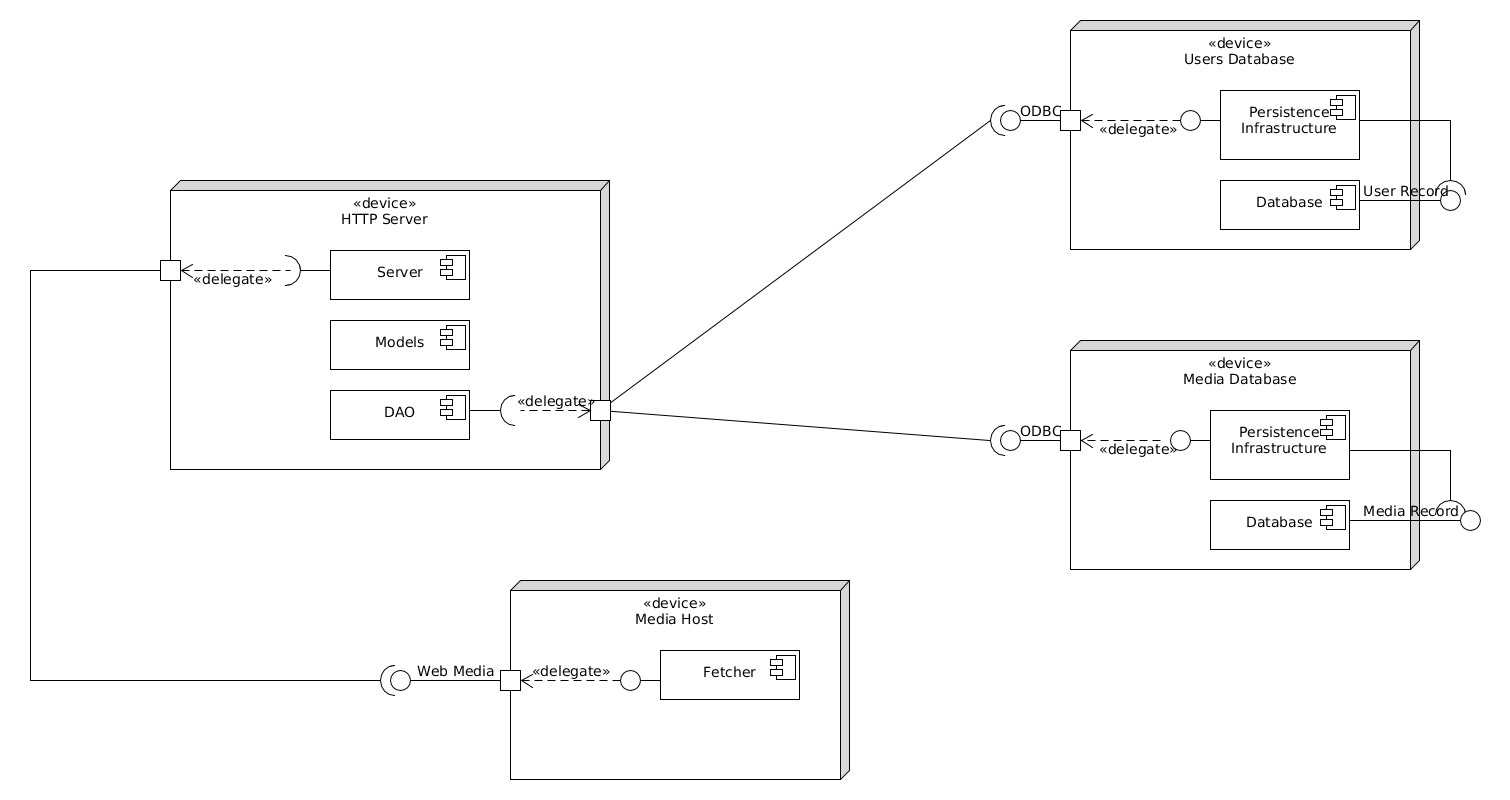 «device»
Users Database
ODBC
«delegate»
Persistence
Infrastructure
Database
User Record
«device»
HTTP Server
«delegate»
Server
Models
DAO
«delegate»
«device»
Media Database
ODBC
«delegate»
Persistence
Infrastructure
Database
Media Record
«device»
Media Host
Web Media
«delegate»
Fetcher